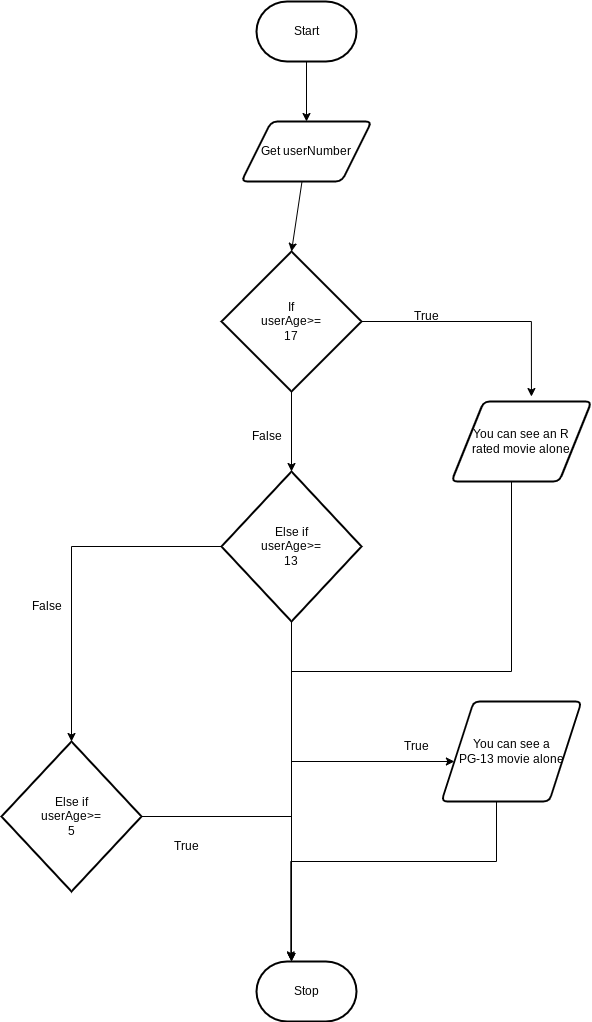 Start
Get userNumber
If
userAge>=
17
True
You can see an R
rated movie alone
False
Else if
userAge>=
13
False
True
You can see a
PG-13 movie alone
Else if
userAge>=
5
True
Stop